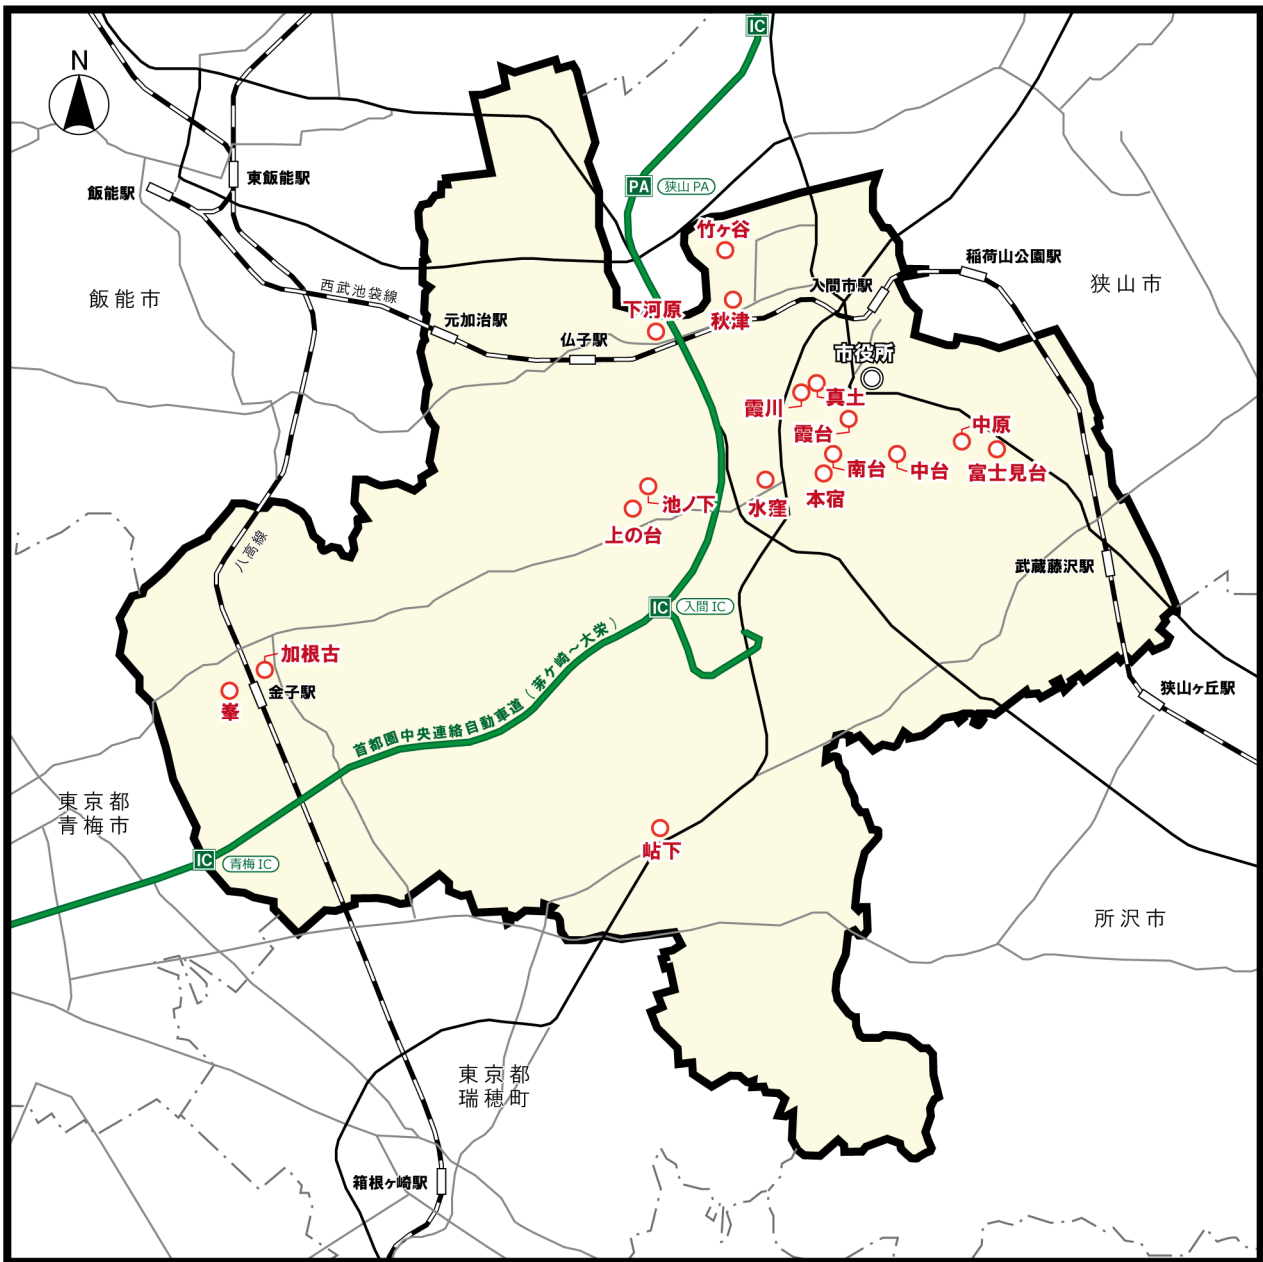 IC
N
PA
狭山 PA
東飯能駅
飯能駅
竹ヶ谷
稲荷山公園駅
入間市駅
狭山市
飯能市
西武池袋線
下河原
秋津
元加治駅
仏子駅
市役所
真土
霞川
霞台
中原
南台
中台
富士見台
本宿
水窪
池ノ下
上の台
八高線
武蔵藤沢駅
IC
入間 IC
加根古
金子駅
峯
狭山ヶ丘駅
首都圏中央連絡自動車道（茅ケ崎〜大栄）
東京都
青梅市
岾下
IC
青梅 IC
所沢市
東京都
瑞穂町
箱根ヶ崎駅